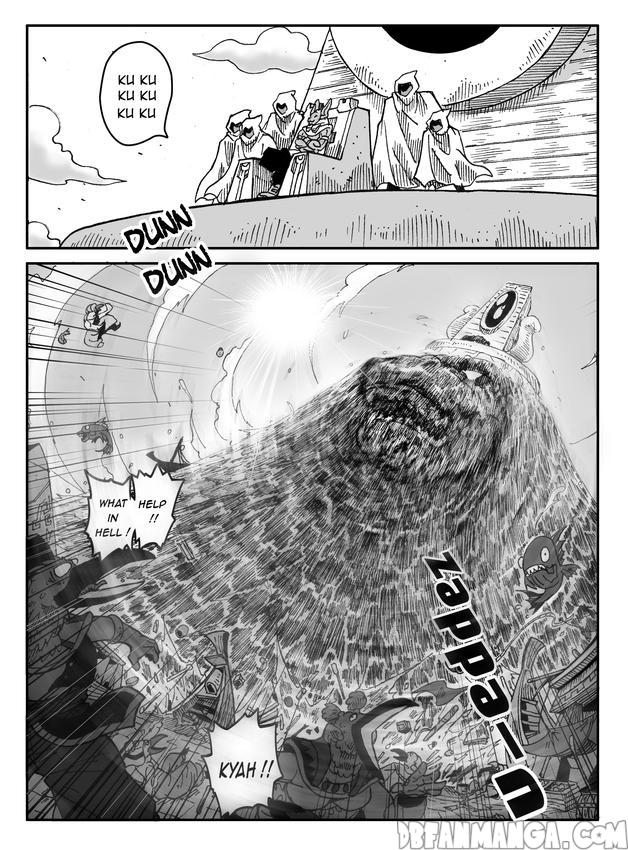 KU KU
KU KU
KU KU
DUNN
DUNN
WHAT
IN
HELL!
HELP
!!
zappa-n
KYAH!!
DBFANMANGA.COM